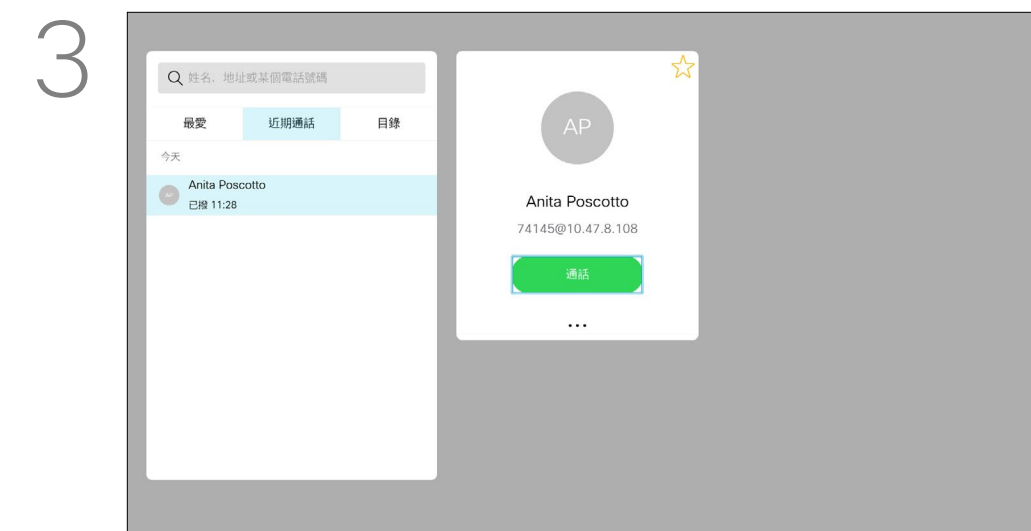 3
姓名、地址或某個電話號碼
最愛 近期通話 目錄
今天
AP
Anita Poscotto
已撥 11:28
AP
Anita Poscotto
74145@10.47.8.108
通話
...